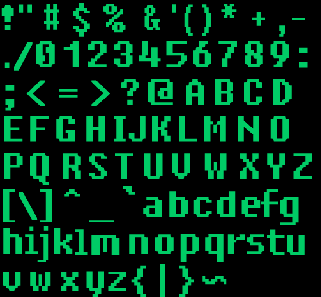 !"#$%&'()*+,-
./0123456789:
;<=>?@ABCD
EFGHIJKLMNO
PQRSTUVWXYZ
[\]^_`abcdefg
hijklmnopqrstu
vwxyz{|}~